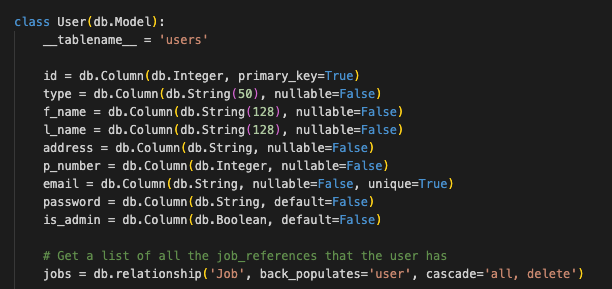 class User(db.Model):
    __tablename__ = 'users'

    id = db.Column(db.Integer, primary_key=True)
    type = db.Column(db.String(50), nullable=False)
    f_name = db.Column(db.String(128), nullable=False)
    l_name = db.Column(db.String(128), nullable=False)
    address = db.Column(db.String, nullable=False)
    p_number = db.Column(db.Integer, nullable=False)
    email = db.Column(db.String, nullable=False, unique=True)
    password = db.Column(db.String, default=False)
    is_admin = db.Column(db.Boolean, default=False)

    # Get a list of all the job_references that the user has
    jobs = db.relationship('Job', back_populates='user', cascade='all, delete')